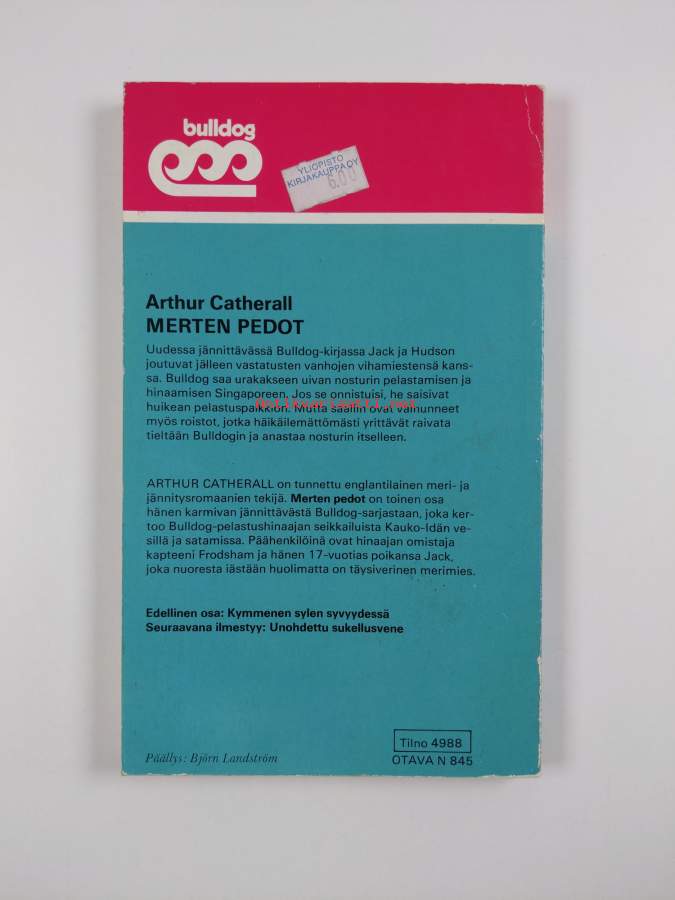 bulldog
YLIOPISTO
KIRJAKAUPPA OY
6.00
Arthur Catherall
MERTEN PEDOT
Uudessa jännittävässä Bulldog-kirjassa Jack ja Hudson
joutuvat jälleen vastatusten vanhojen vihamiestensä kans-
sa. Bulldog saa urakakseen uivan nosturin pelastamisen ja
hinaamisen Singaporeen. Jos se onnistuisi, he saisivat
huikean pelastuspalkkion. Mutta saaliin ovat vainunneet
myös roistot, jotka häikäilemättömästi yrittävät raivata
tieltään Bulldogin ja anastaa nosturin itselleen.
ARTHUR CATHERALL on tunnettu englantilainen meri- ja
jännitysromaanien tekijä. Merten pedot on toinen osa
hänen karmivan jännittävästä Bulldog-sarjastaan, joka ker-
too Bulldog-pelastushinaajan seikkailuista Kauko-Idän ve-
sillä ja satamissa. Päähenkilöinä ovat hinaajan omistaja
kapteeni Frodsham ja hänen 17-vuotias poikansa Jack,
joka nuoresta iästään huolimatta on täysiverinen merimies.
Edellinen osa: Kymmenen sylen syvyydessä
Seuraavana ilmestyy: Unohdettu sukellusvene
Tilno 4988
Päällys: Björn Landström
OTAVA N 845